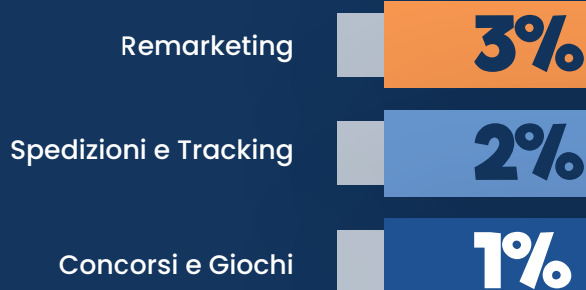 Remarketing 3%
Spedizioni e Tracking 2%
Concorsi e Giochi 1%